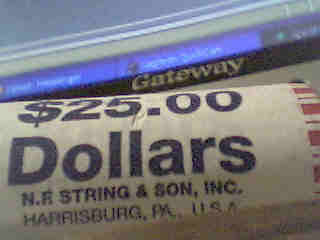 Gateway
$25.00
Dollars
N.F. STRING & SON, INC.
HARRISBURG, PA., U.S.A.